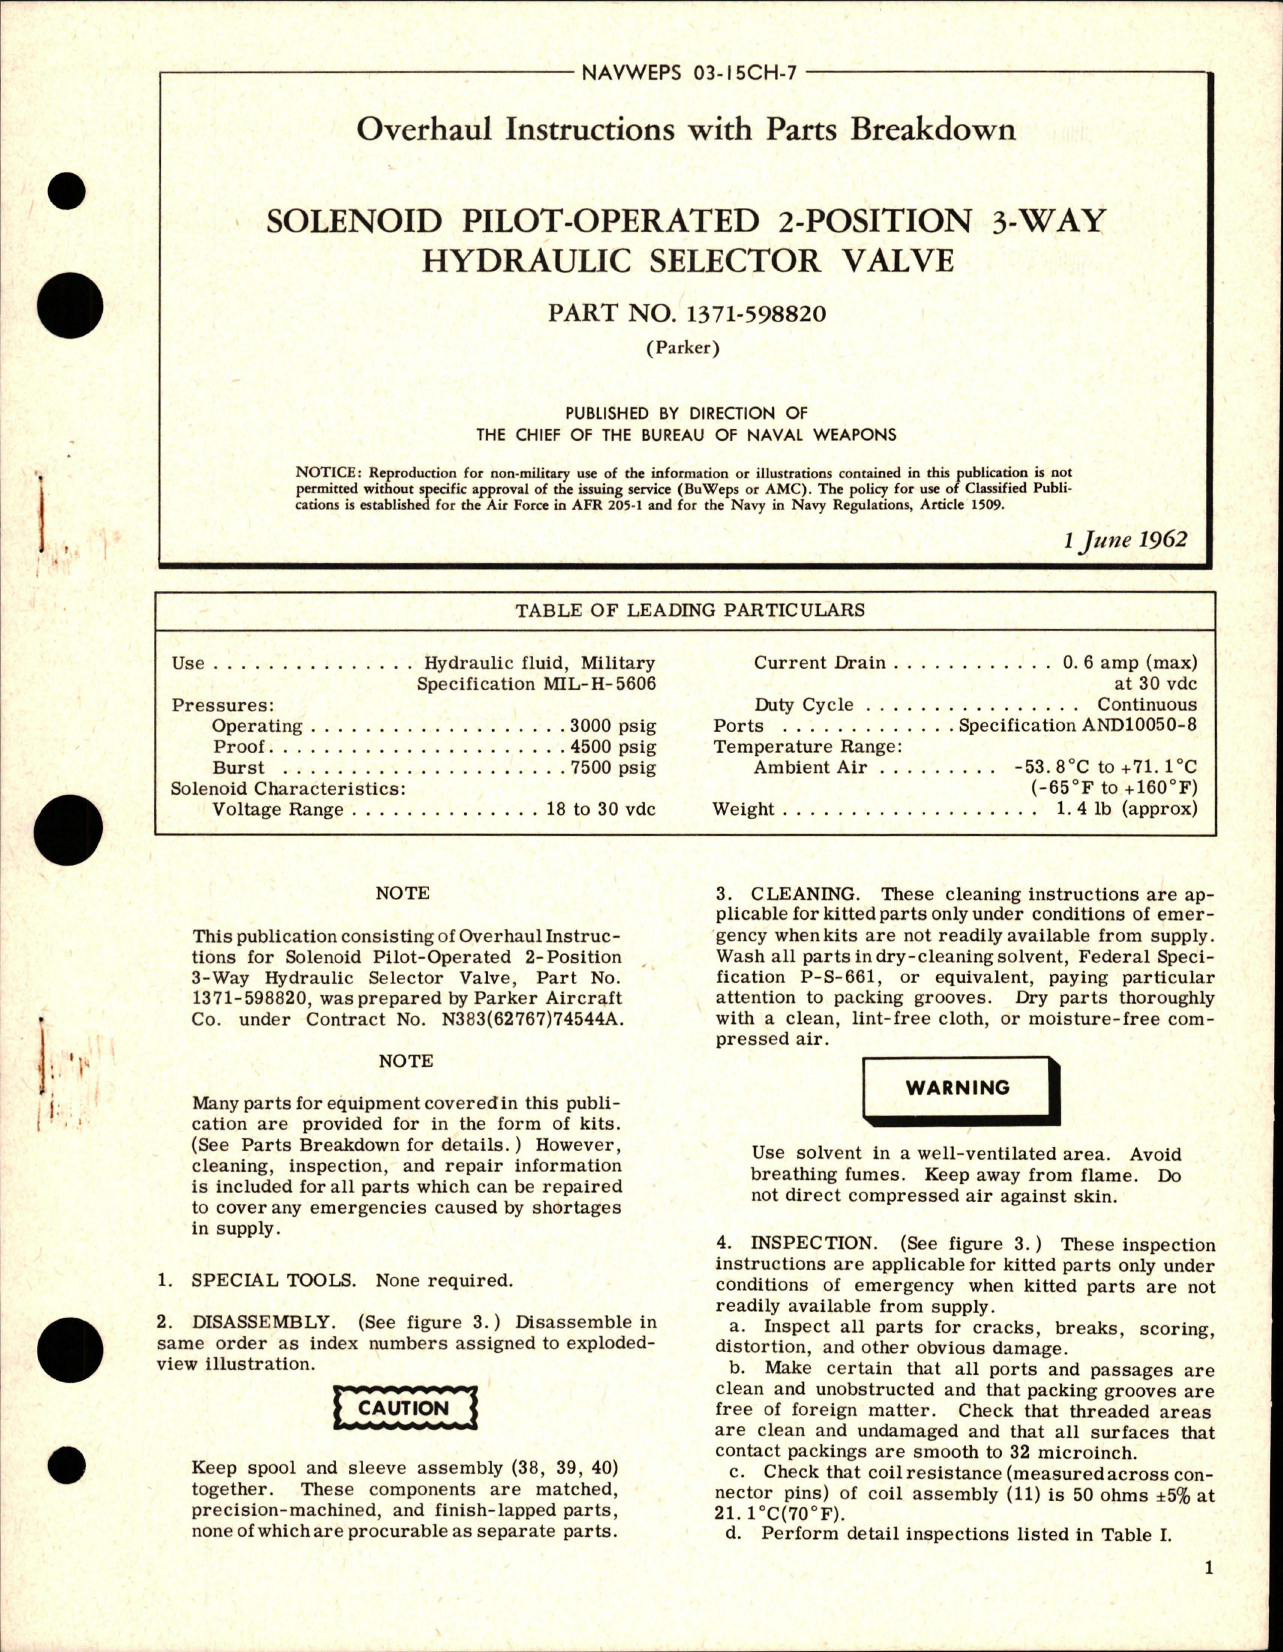 NAVWEPS 03-15CH-7
Overhaul Instructions with Parts Breakdown
SOLENOID PILOT-OPERATED 2-POSITION 3-WAY
HYDRAULIC SELECTOR VALVE
PART NO. 1371-598820
(Parker)
PUBLISHED BY DIRECTION OF
THE CHIEF OF THE BUREAU OF NAVAL WEAPONS
NOTICE: Reproduction for non-military use of the information or illustrations contained in this publication is not
permitted without specific approval of the issuing service (BuWeps or AMC). The policy for use of Classified Publi-
cations is established for the Air Force in AFR 205-1 and for the Navy in Navy Regulations, Article 1509.
1 June 1962
TABLE OF LEADING PARTICULARS
Use . . . . . . . . . . . . . . . Hydraulic fluid, Military
Specification MIL-H-5606
Pressures:
Operating . . . . . . . . . . . . . . . . . . . 3000 psig
Proof. . . . . . . . . . . . . . . . . . . . . . 4500 psig
Burst . . . . . . . . . . . . . . . . . . . . . 7500 psig
Solenoid Characteristics:
Voltage Range . . . . . . . . . . . . . . 18 to 30 vdc
Current Drain . . . . . . . . . . . . 0.6 amp (max)
at 30 vdc
Duty Cycle . . . . . . . . . . . . . . . . Continuous
Ports . . . . . . . . . . . . . Specification AND10050-8
Temperature Range:
Ambient Air . . . . . . . . . -53.8°C to +71.1°C
(-65°F to +160°F)
Weight . . . . . . . . . . . . . . . . . . . 1.4 lb (approx)
NOTE
This publication consisting of Overhaul Instruc-
tions for Solenoid Pilot-Operated 2-Position
3-Way Hydraulic Selector Valve, Part No.
1371-598820, was prepared by Parker Aircraft
Co. under Contract No. N383(62767)74544A.
NOTE
Many parts for equipment covered in this publi-
cation are provided for in the form of kits.
(See Parts Breakdown for details.) However,
cleaning, inspection, and repair information
is included for all parts which can be repaired
to cover any emergencies caused by shortages
in supply.
1. SPECIAL TOOLS. None required.
2. DISASSEMBLY. (See figure 3.) Disassemble in
same order as index numbers assigned to exploded-
view illustration.
CAUTION
Keep spool and sleeve assembly (38, 39, 40)
together. These components are matched,
precision-machined, and finish-lapped parts,
none of which are procurable as separate parts.
3. CLEANING. These cleaning instructions are ap-
plicable for kitted parts only under conditions of emer-
gency when kits are not readily available from supply.
Wash all parts in dry-cleaning solvent, Federal Speci-
fication P-S-661, or equivalent, paying particular
attention to packing grooves. Dry parts thoroughly
with a clean, lint-free cloth, or moisture-free com-
pressed air.
WARNING
Use solvent in a well-ventilated area. Avoid
breathing fumes. Keep away from flame. Do
not direct compressed air against skin.
4. INSPECTION. (See figure 3.) These inspection
instructions are applicable for kitted parts only under
conditions of emergency when kitted parts are not
readily available from supply.
a. Inspect all parts for cracks, breaks, scoring,
distortion, and other obvious damage.
b. Make certain that all ports and passages are
clean and unobstructed and that packing grooves are
free of foreign matter. Check that threaded areas
are clean and undamaged and that all surfaces that
contact packings are smooth to 32 microinch.
c. Check that coil resistance (measured across con-
nector pins) of coil assembly (11) is 50 ohms ±5% at
21.1°C(70°F).
d. Perform detail inspections listed in Table I.
1